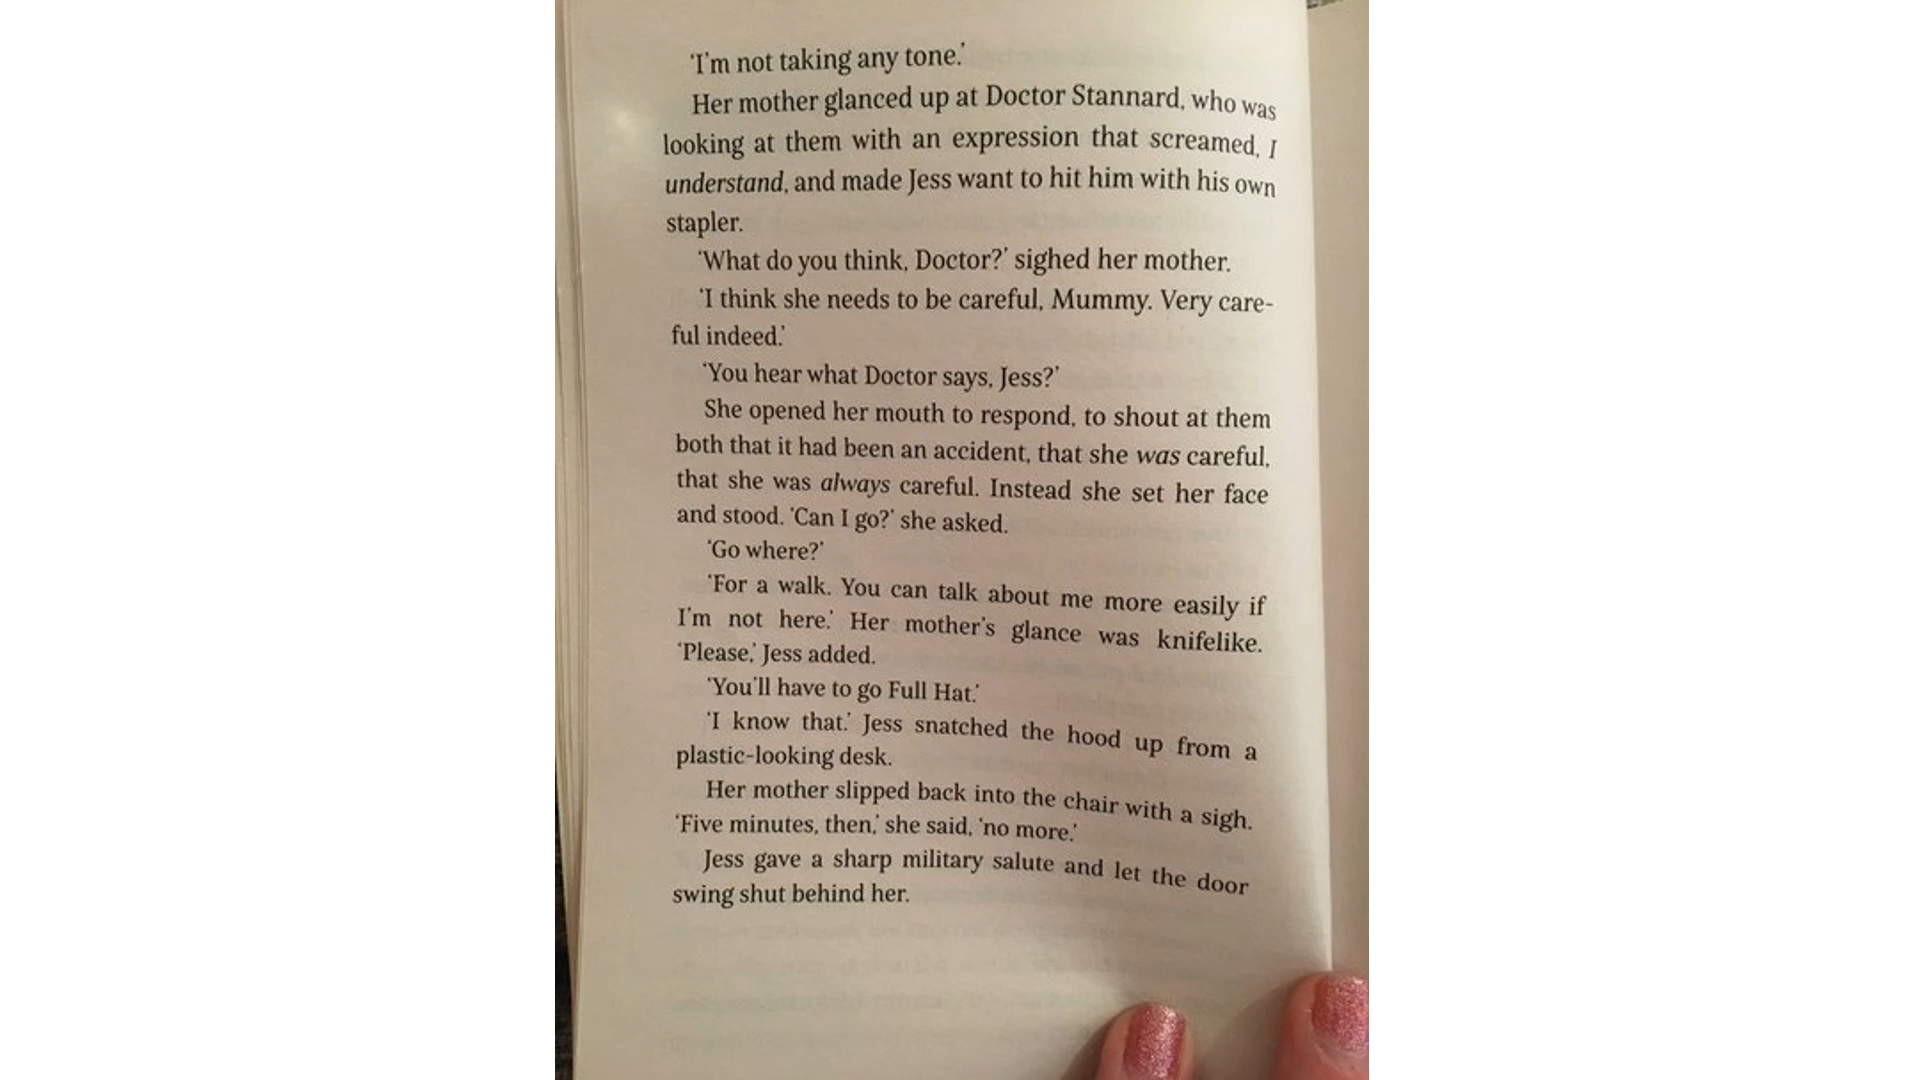 ‘I’m not taking any tone.’
Her mother glanced up at Doctor Stannard, who was
looking at them with an expression that screamed, I
understand, and made Jess want to hit him with his own
stapler.
‘What do you think, Doctor?’ sighed her mother.
‘I think she needs to be careful, Mummy. Very care-
ful indeed.’
‘You hear what Doctor says, Jess?’
She opened her mouth to respond, to shout at them
both that it had been an accident, that she was careful,
that she was always careful. Instead she set her face
and stood. ‘Can I go?’ she asked.
‘Go where?’
‘For a walk. You can talk about me more easily if
I’m not here.’ Her mother’s glance was knifelike.
‘Please,’ Jess added.
‘You’ll have to go Full Hat.’
‘I know that.’ Jess snatched the hood up from a
plastic-looking desk.
Her mother slipped back into the chair with a sigh.
‘Five minutes, then,’ she said, ‘no more.’
Jess gave a sharp military salute and let the door
swing shut behind her.